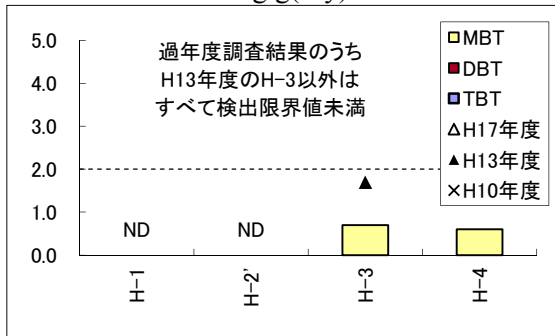 5.0
4.0
3.0
2.0
1.0
0.0
過年度調査結果のうち
H13年度のH-3以外は
すべて検出限界値未満
MBT
DBT
TBT
△H17年度
▲H13年度
×H10年度
ND
ND
H-1
H-2'
H-3
H-4